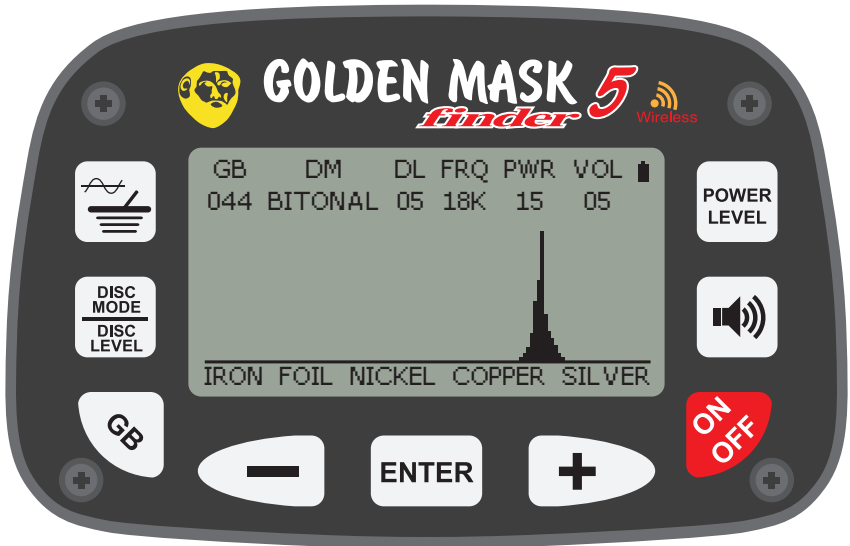 GOLDEN MASK
finder 5
Wireless
GB DM DL FRQ PWR VOL
044 BITONAL 05 18K 15 05
POWER
LEVEL
DISC
MODE
DISC
LEVEL
IRON FOIL NICKEL COPPER SILVER
GB
ENTER
ON
OFF